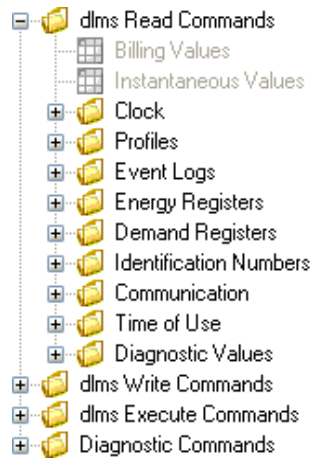 dlms Read Commands
Billing Values
Instantaneous Values
Clock
Profiles
Event Logs
Energy Registers
Demand Registers
Identification Numbers
Communication
Time of Use
Diagnostic Values
dlms Write Commands
dlms Execute Commands
Diagnostic Commands